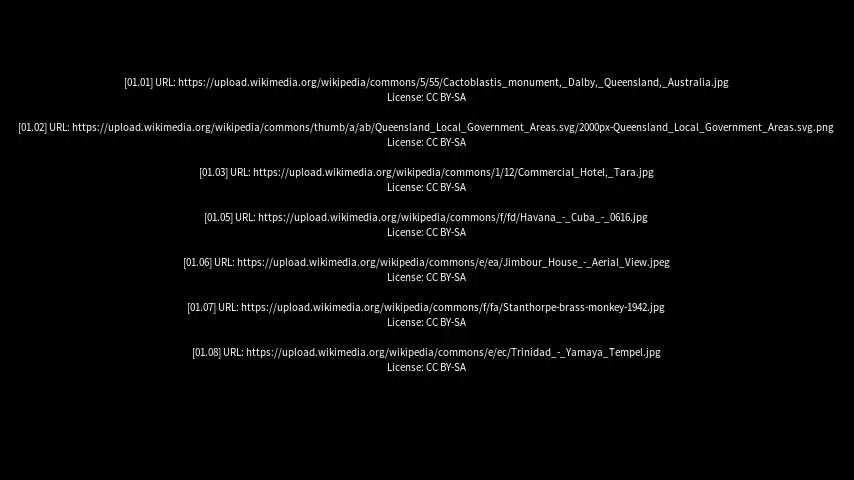 [01.01] URL: https://upload.wikimedia.org/wikipedia/commons/5/55/Cactoblastis_monument,_Dalby,_Queensland,_Australia.jpg
License: CC BY-SA
[01.02] URL: https://upload.wikimedia.org/wikipedia/commons/thumb/a/ab/Queensland_Local_Government_Areas.svg/2000px-Queensland_Local_Government_Areas.svg.png
License: CC BY-SA
[01.03] URL: https://upload.wikimedia.org/wikipedia/commons/1/12/Commercial_Hotel,_Tara.jpg
License: CC BY-SA
[01.05] URL: https://upload.wikimedia.org/wikipedia/commons/f/fd/Havana_-_Cuba_-_0616.jpg
License: CC BY-SA
[01.06] URL: https://upload.wikimedia.org/wikipedia/commons/e/ea/Jimbour_House_-_Aerial_View.jpeg
License: CC BY-SA
[01.07] URL: https://upload.wikimedia.org/wikipedia/commons/f/fa/Stanthorpe-brass-monkey-1942.jpg
License: CC BY-SA
[01.08] URL: https://upload.wikimedia.org/wikipedia/commons/e/ec/Trinidad_-_Yamaya_Tempel.jpg
License: CC BY-SA